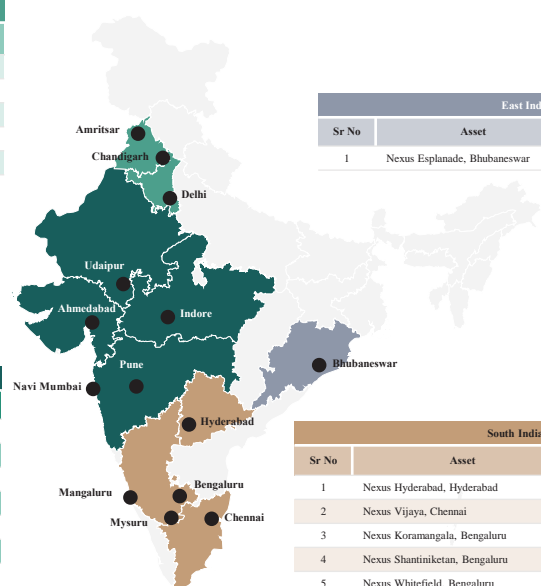 Amritsar
Chandigarh
Delhi
Udaipur
Ahmedabad
Indore
Pune
Navi Mumbai
Bhubaneswar
Hyderabad
Mangaluru
Bengaluru
Mysuru
Chennai
East Ind
Sr No Asset
1 Nexus Esplanade, Bhubaneswar
South India
Sr No Asset
1 Nexus Hyderabad, Hyderabad
2 Nexus Vijaya, Chennai
3 Nexus Koramangala, Bengaluru
4 Nexus Shantiniketan, Bengaluru
5 Nexus Whitefield, Bengaluru